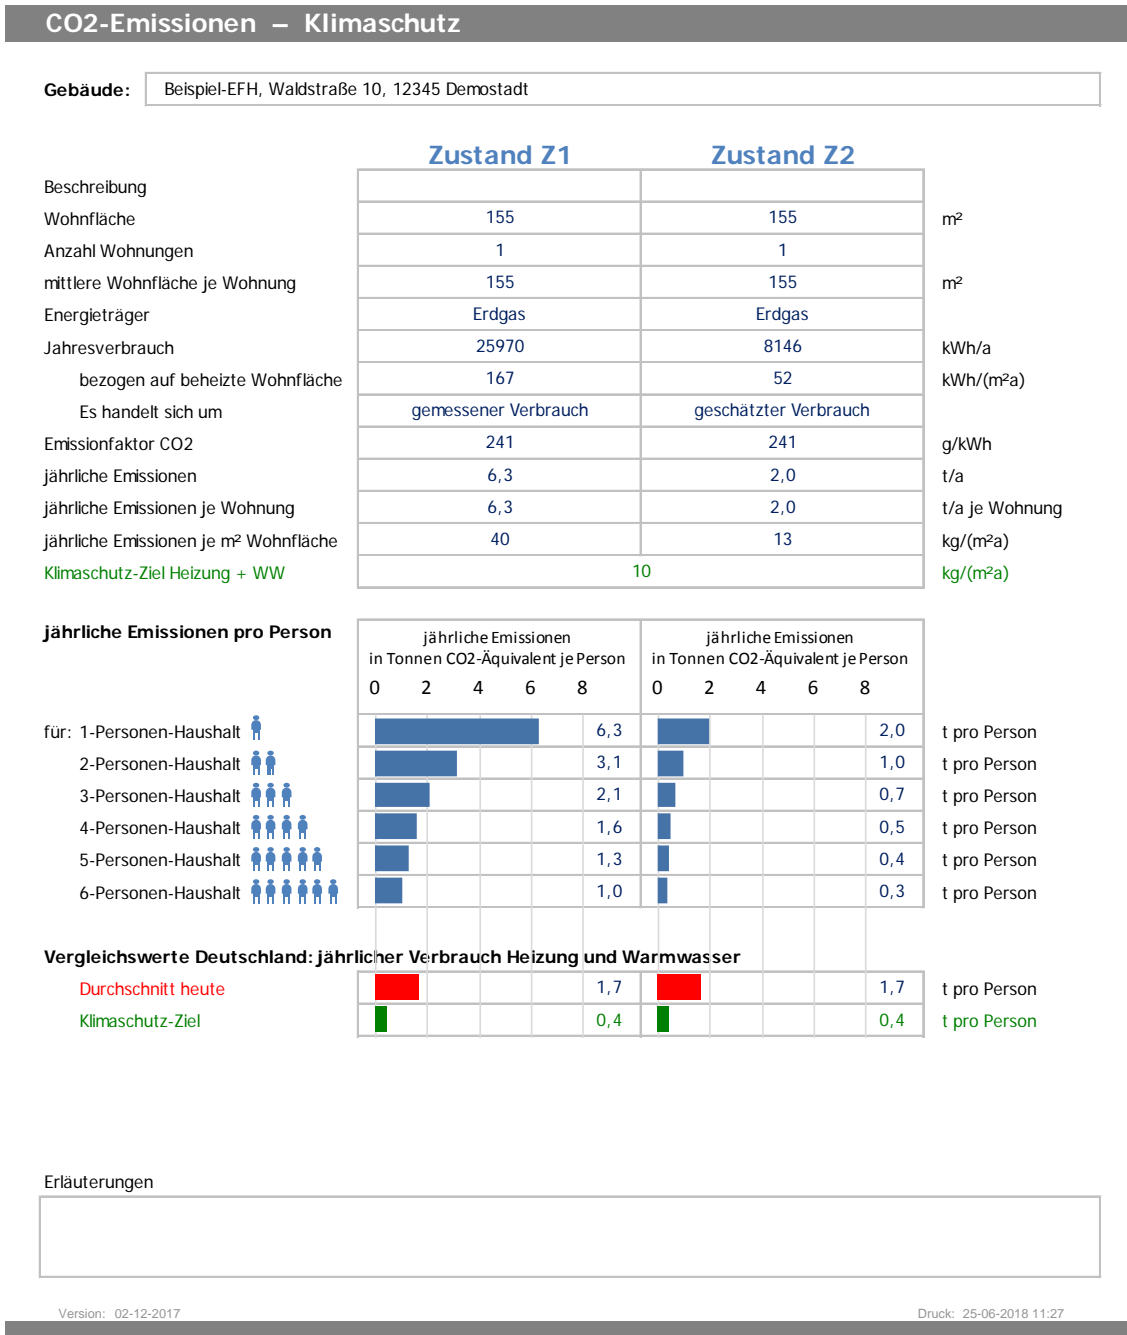 CO2-Emissionen – Klimaschutz
Gebäude: Beispiel-EFH, Waldstraße 10, 12345 Demostadt
Zustand Z1 Zustand Z2
Beschreibung
Wohnfläche 155 155 m²
Anzahl Wohnungen 1 1
mittlere Wohnfläche je Wohnung 155 155 m²
Energieträger Erdgas Erdgas
Jahresverbrauch 25970 8146 kWh/a
bezogen auf beheizte Wohnfläche 167 52 kWh/(m²a)
Es handelt sich um gemessener Verbrauch geschätzter Verbrauch
Emissionfaktor CO2 241 241 g/kWh
jährliche Emissionen 6,3 2,0 t/a
jährliche Emissionen je Wohnung 6,3 2,0 t/a je Wohnung
jährliche Emissionen je m² Wohnfläche 40 13 kg/(m²a)
Klimaschutz-Ziel Heizung + WW 10 kg/(m²a)
jährliche Emissionen pro Person jährliche Emissionen jährliche Emissionen
in Tonnen CO2-Äquivalent je Person in Tonnen CO2-Äquivalent je Person
0 2 4 6 8 0 2 4 6 8
für: 1-Personen-Haushalt 6,3 2,0 t pro Person
2-Personen-Haushalt 3,1 1,0 t pro Person
3-Personen-Haushalt 2,1 0,7 t pro Person
4-Personen-Haushalt 1,6 0,5 t pro Person
5-Personen-Haushalt 1,3 0,4 t pro Person
6-Personen-Haushalt 1,0 0,3 t pro Person
Vergleichswerte Deutschland: jährlicher Verbrauch Heizung und Warmwasser
Durchschnitt heute 1,7 1,7 t pro Person
Klimaschutz-Ziel 0,4 0,4 t pro Person
Erläuterungen
Version: 02-12-2017 Druck: 25-06-2018 11:27